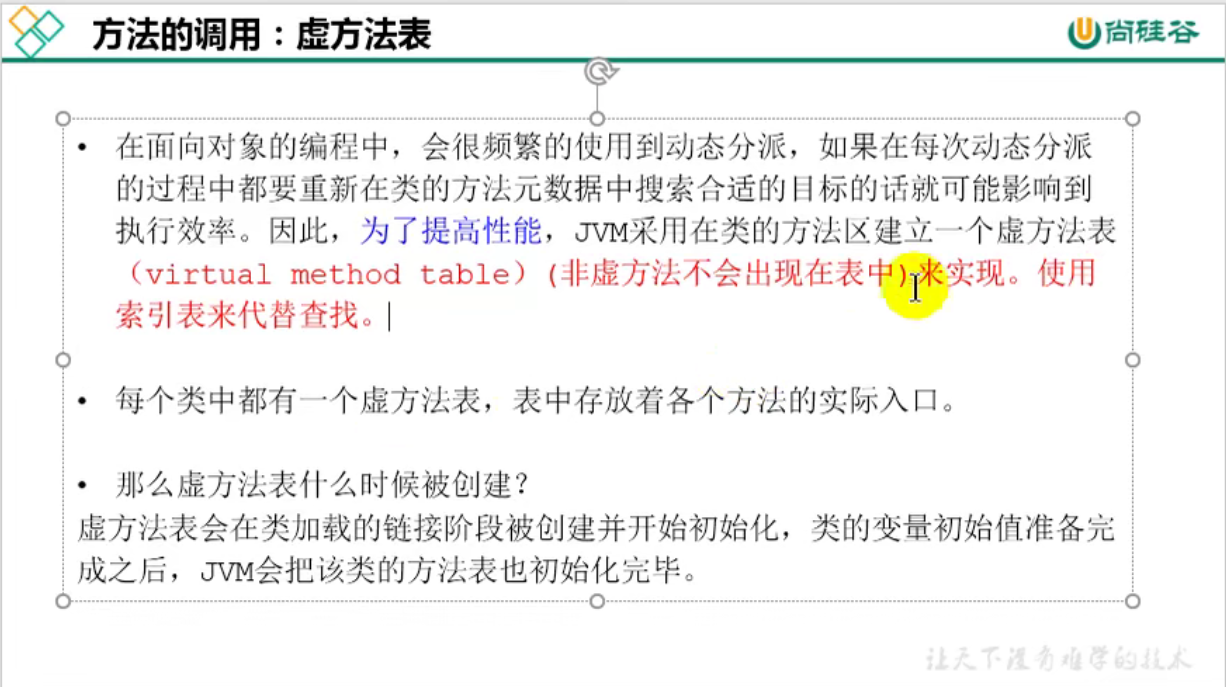 方法的调用：虚方法表
尚硅谷
• 在面向对象的编程中，会很频繁的使用到动态分派，如果在每次动态分派
的过程中都要重新在类的方法元数据中搜索合适的目标的话就可能影响到
执行效率。因此，为了提高性能，JVM采用在类的方法区建立一个虚方法表
（virtual method table）(非虚方法不会出现在表中)来实现。使用
索引表来代替查找。
• 每个类中都有一个虚方法表，表中存放着各个方法的实际入口。
• 那么虚方法表什么时候被创建？
虚方法表会在类加载的链接阶段被创建并开始初始化，类的变量初始值准备完
成之后，JVM会把该类的方法表也初始化完毕。
让天下没有难学的技术